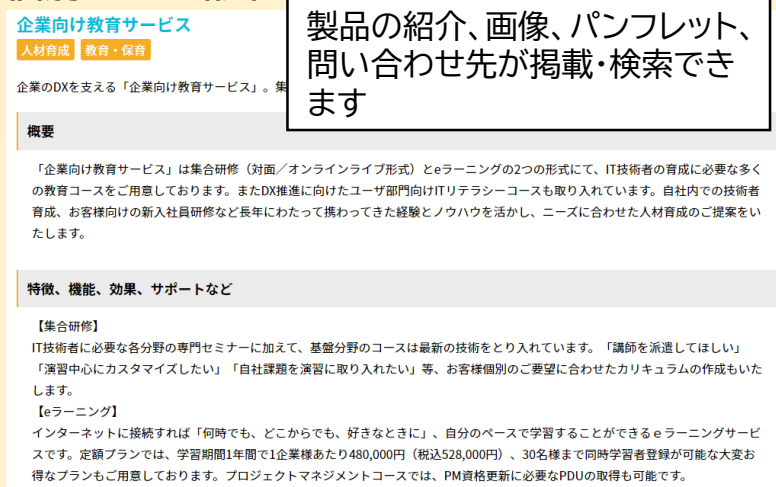 企業向け教育サービス
人材育成 教育・保育
製品の紹介、画像、パンフレット、
問い合わせ先が掲載・検索でき
ます
企業のDXを支える「企業向け教育サービス」。集
概要
「企業向け教育サービス」は集合研修（対面／オンラインライブ形式）とeラーニングの2つの形式にて、IT技術者の育成に必要な多く
の教育コースをご用意しております。またDX推進に向けたユーザ部門向けITリテラシーコースも取り入れています。自社内での技術者
育成、お客様向けの新入社員研修など長年にわたって携わってきた経験とノウハウを活かし、ニーズに合わせた人材育成のご提案をい
たします。
特徴、機能、効果、サポートなど
【集合研修】
IT技術者に必要な各分野の専門セミナーに加えて、基盤分野のコースは最新の技術をとり入れています。「講師を派遣してほしい」
「演習中心にカスタマイズしたい」「自社課題を演習に取り入れたい」等、お客様個別のご要望に合わせたカリキュラムの作成もいた
します。
【eラーニング】
インターネットに接続すれば「何時でも、どこからでも、好きなときに」、自分のペースで学習することができるｅラーニングサービ
スです。定額プランでは、学習期間1年間で1企業様あたり480,000円（税込528,000円）、30名様まで同時学習者登録が可能な大変お
得なプランもご用意しております。プロジェクトマネジメントコースでは、PM資格更新に必要なPDUの取得も可能です。